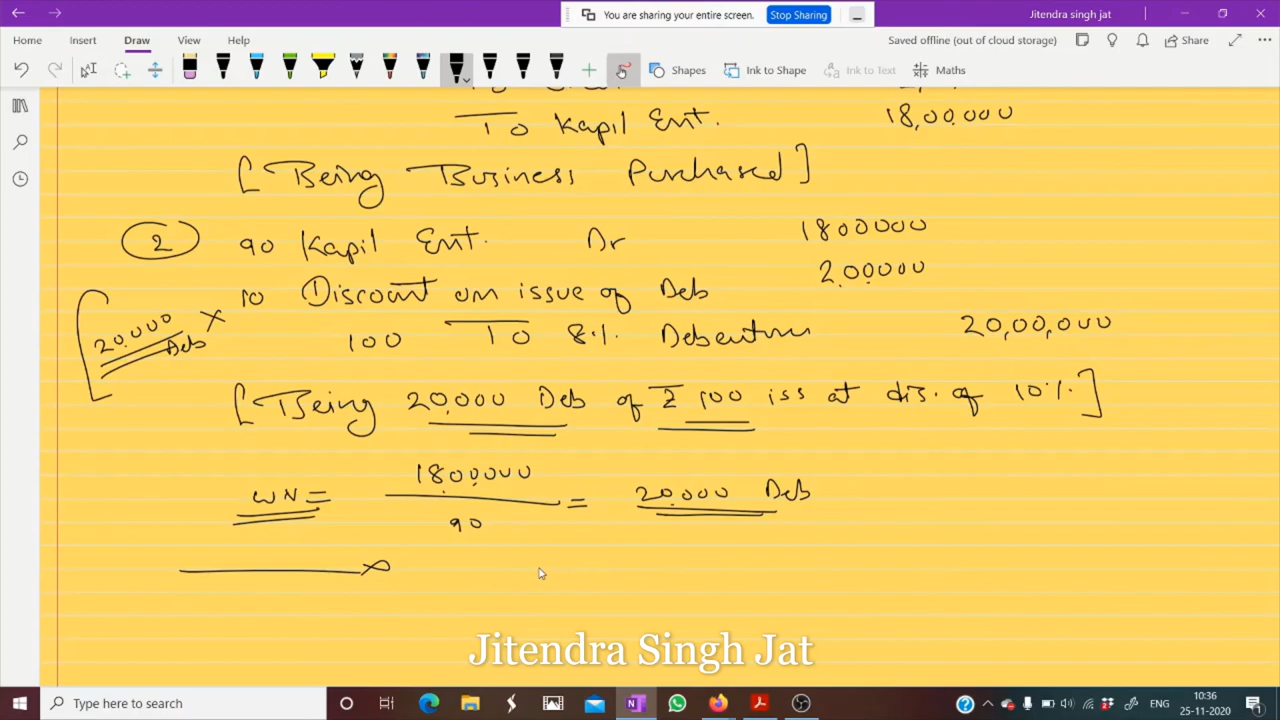 You are sharing your entire screen. Stop Sharing
Jitendra singh jat
Home Insert Draw View Help
Saved offline (out of cloud storage) Share
Shapes Ink to Shape Ink to Text Maths
To Kapil Ent. 18,00,000
[Being Business Purchased]
2 90 Kapil Ent. Dr 1800000
10 Discount on issue of Deb 2,00000
20,000 Deb × 100 To 8% Debenture 20,00,000
[Being 20,000 Deb of ₹ 100 iss at dis. of 10%.]
WN = 1800000 / 90 = 20,000 Deb
Jitendra Singh Jat
Type here to search
ENG
10:36
25-11-2020
1